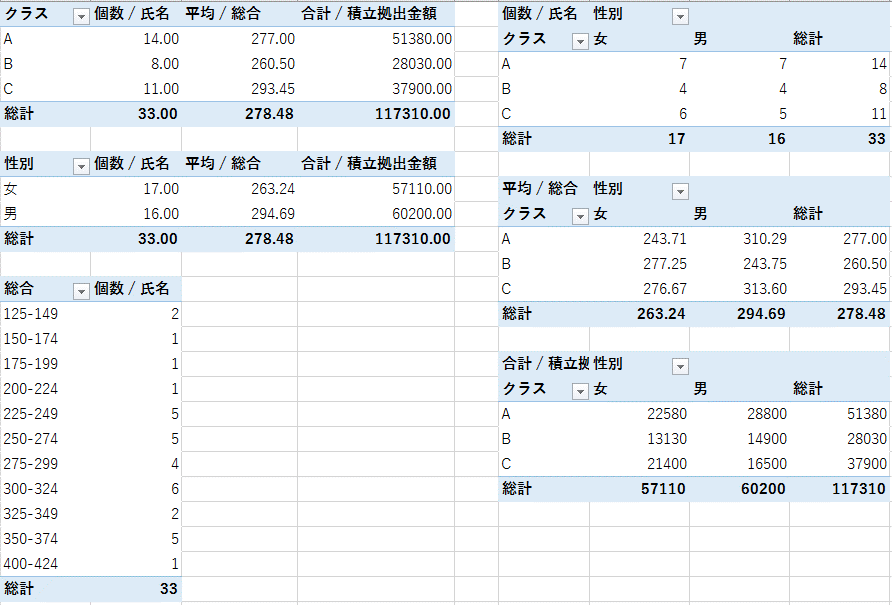 クラス 個数 / 氏名 平均 / 総合 合計 / 積立拠出金額
A 14.00 277.00 51380.00
B 8.00 260.50 28030.00
C 11.00 293.45 37900.00
総計 33.00 278.48 117310.00
性別 個数 / 氏名 平均 / 総合 合計 / 積立拠出金額
女 17.00 263.24 57110.00
男 16.00 294.69 60200.00
総計 33.00 278.48 117310.00
総合 個数 / 氏名
125-149 2
150-174 1
175-199 1
200-224 1
225-249 5
250-274 5
275-299 4
300-324 6
325-349 2
350-374 5
400-424 1
総計 33
個数 / 氏名 性別
クラス 女 男 総計
A 7 7 14
B 4 4 8
C 6 5 11
総計 17 16 33
平均 / 総合 性別
クラス 女 男 総計
A 243.71 310.29 277.00
B 277.25 243.75 260.50
C 276.67 313.60 293.45
総計 263.24 294.69 278.48
合計 / 積立拠 性別
クラス 女 男 総計
A 22580 28800 51380
B 13130 14900 28030
C 21400 16500 37900
総計 57110 60200 117310